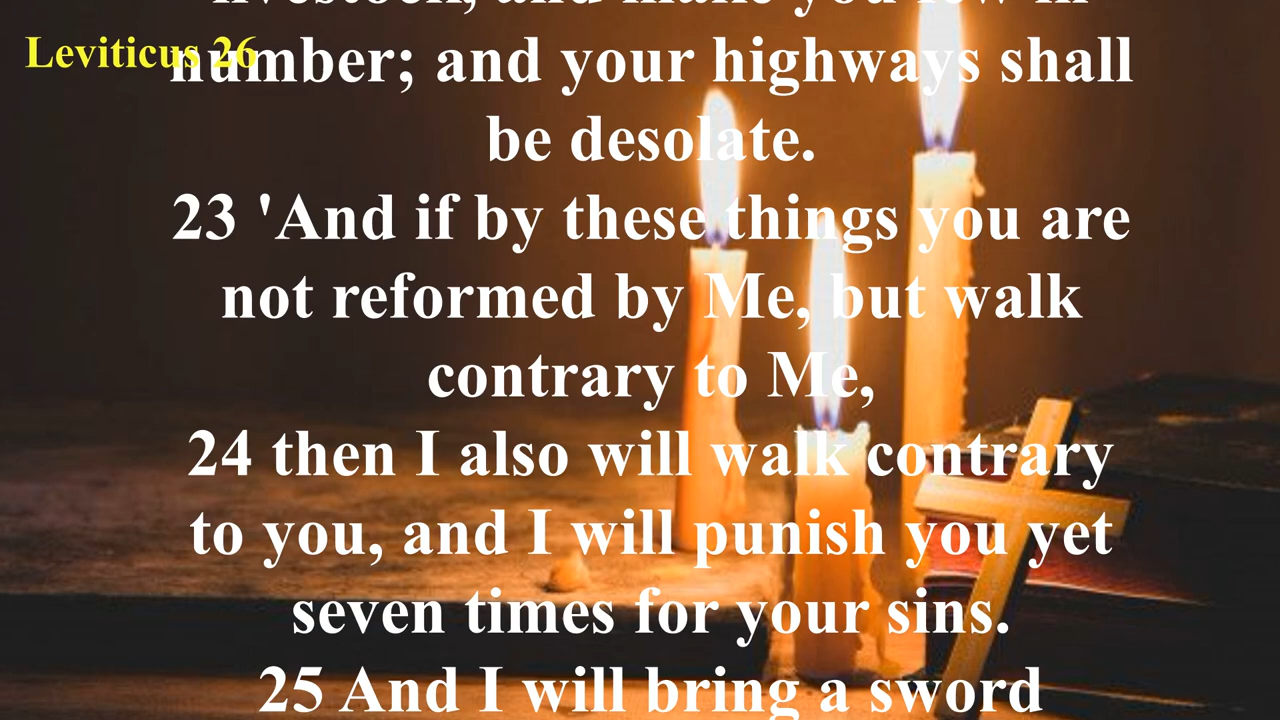 livestock, and make you few in
Leviticus 26
number; and your highways shall
be desolate.
23 'And if by these things you are
not reformed by Me, but walk
contrary to Me,
24 then I also will walk contrary
to you, and I will punish you yet
seven times for your sins.
25 And I will bring a sword